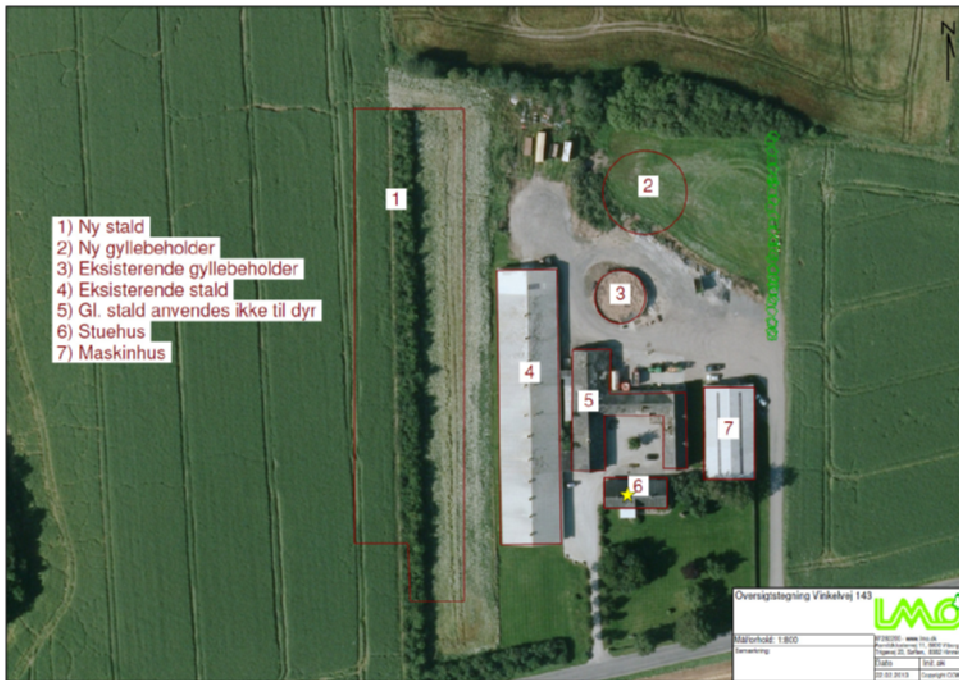 N
1
2
1) Ny stald
2) Ny gyllebeholder
3) Eksisterende gyllebeholder
4) Eksisterende stald
5) Gl. stald anvendes ikke til dyr
6) Stuehus
7) Maskinhus
3
4
5
7
6
Oversigtstegning Vinkelvej 143
LMO
Målforhold: 1:800
Bemærkning:
Dato
Init.